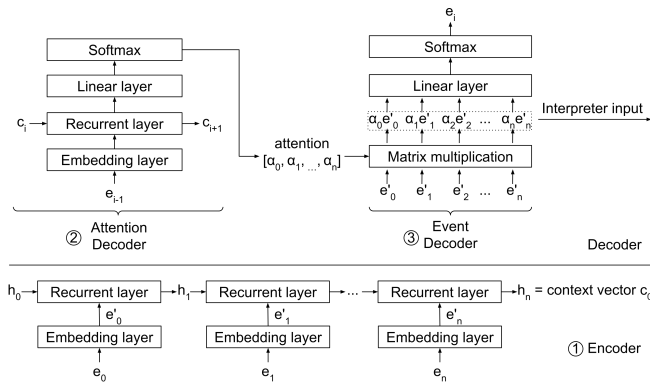 e_i
Softmax
Softmax
Linear layer
Linear layer
c_i
Recurrent layer
c_{i+1}
α_0e'_0 α_1e'_1 α_2e'_2 ... α_ne'_n
Interpreter input
attention
[α_0, α_1, ..., α_n]
Embedding layer
Matrix multiplication
e_{i-1}
e'_0 e'_1 e'_2 ... e'_n
② Attention
Decoder
③ Event
Decoder
Decoder
h_0
Recurrent layer
h_1
Recurrent layer
...
Recurrent layer
h_n = context vector c_0
e'_0
e'_1
e'_n
Embedding layer
Embedding layer
Embedding layer
① Encoder
e_0
e_1
e_n